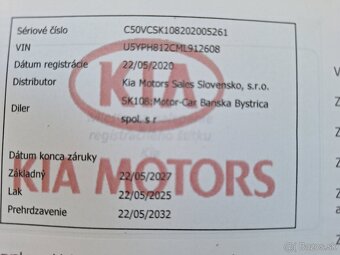 Sériové číslo C50VCSK108202005261
VIN U5YPH812CML912608
Dátum registrácie 22/05/2020
Distributor Kia Motors Sales Slovensko, s.r.o.
Diler SK108:Motor-Car Banska Bystrica
spol. s r
Dátum konca záruky
Základný 22/05/2027
Lak 22/05/2025
Prehrdzavenie 22/05/2032
KIA
KIA MOTORS